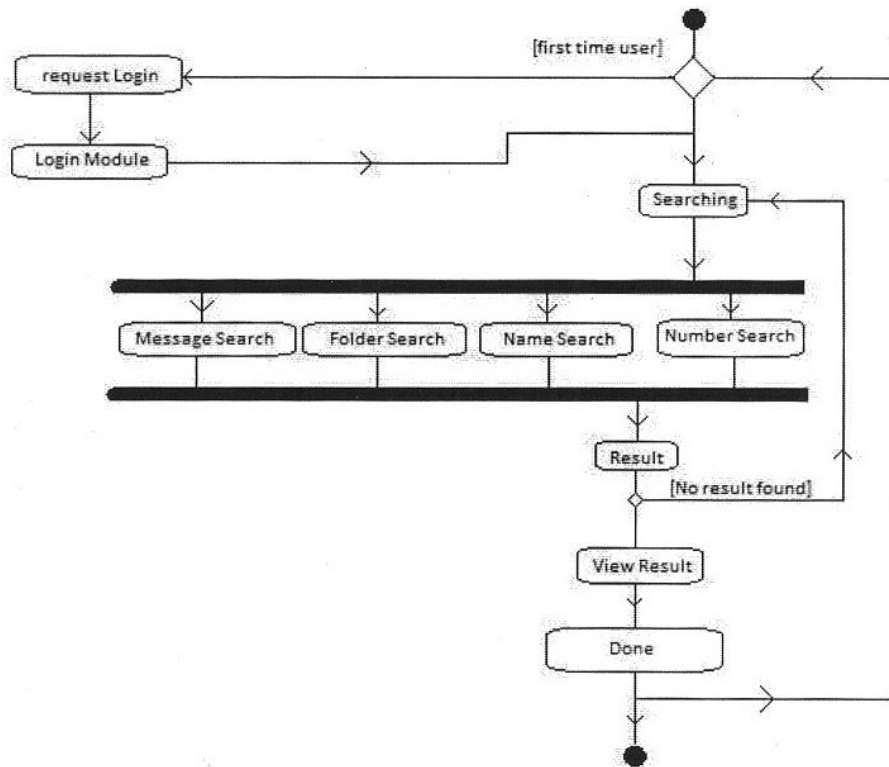 [first time user]
request Login
Login Module
Searching
Message Search
Folder Search
Name Search
Number Search
Result
[No result found]
View Result
Done